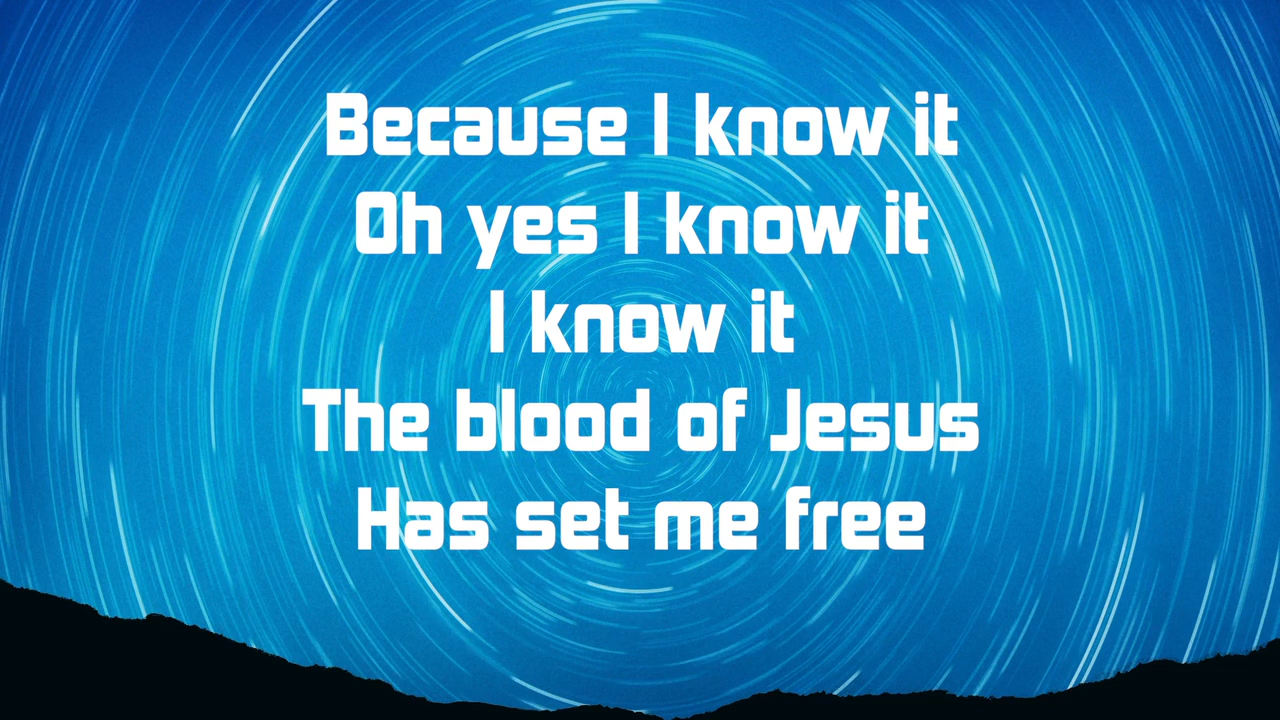 Because I know it
Oh yes I know it
I know it
The blood of Jesus
Has set me free